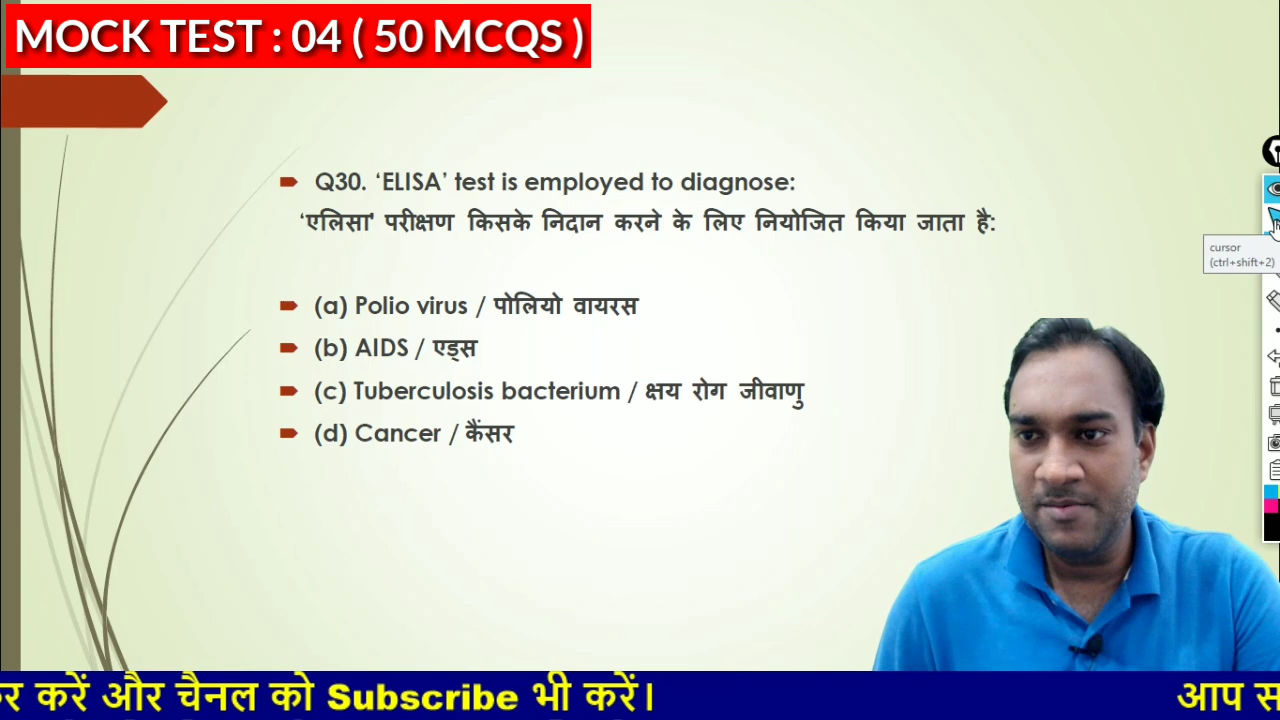 MOCK TEST : 04 ( 50 MCQS )
Q30. ‘ELISA’ test is employed to diagnose:
‘एलिसा' परीक्षण किसके निदान करने के लिए नियोजित किया जाता है:
cursor
(ctrl+shift+2)
(a) Polio virus / पोलियो वायरस
(b) AIDS / एड्स
(c) Tuberculosis bacterium / क्षय रोग जीवाणु
(d) Cancer / कैंसर
करें और चैनल को Subscribe भी करें। आप